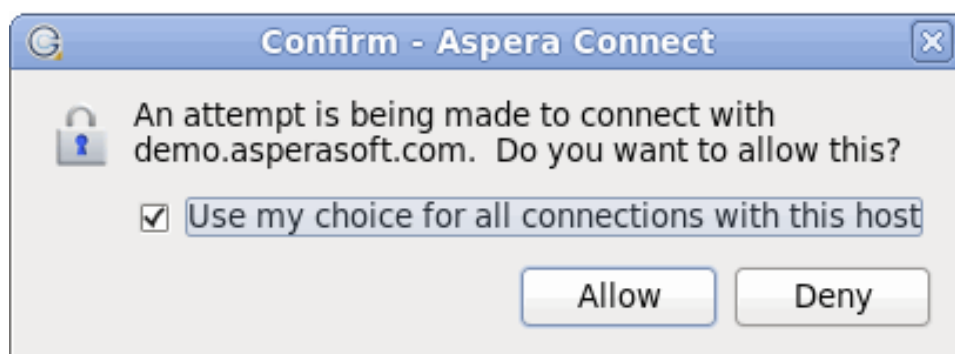 Confirm - Aspera Connect
An attempt is being made to connect with
demo.asperasoft.com.  Do you want to allow this?
Use my choice for all connections with this host
Allow
Deny